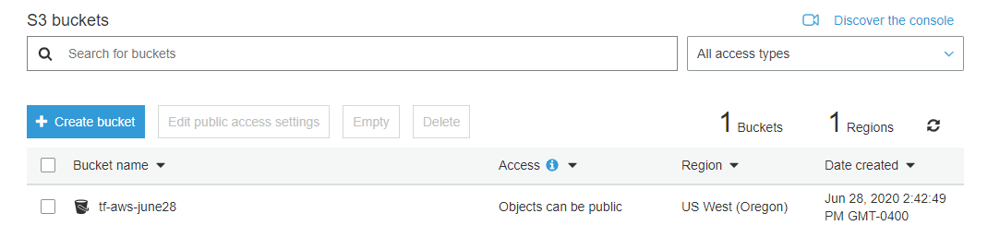 S3 buckets
Discover the console
Search for buckets
All access types
Create bucket
Edit public access settings
Empty
Delete
1 Buckets
1 Regions
Bucket name
Access
Region
Date created
tf-aws-june28
Objects can be public
US West (Oregon)
Jun 28, 2020 2:42:49
PM GMT-0400